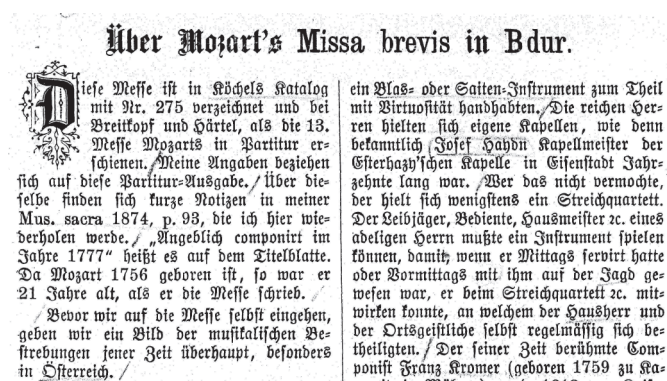 Über Mozart's Missa brevis in Bdur.
Diese Messe ist in Köchels Katalog
mit Nr. 275 verzeichnet und bei
Breitkopf und Härtel, als die 13.
Messe Mozarts in Partitur er-
schienen. Meine Angaben beziehen
sich auf diese Partitur-Ausgabe. Über die-
selbe finden sich kurze Notizen in meiner
Mus. sacra 1874, p. 93, die ich hier wie-
derholen werde. „Angeblich componirt im
Jahre 1777“ heißt es auf dem Titelblatte.
Da Mozart 1756 geboren ist, so war er
21 Jahre alt, als er die Messe schrieb.
Bevor wir auf die Messe selbst eingehen,
geben wir ein Bild der musikalischen Be-
strebungen jener Zeit überhaupt, besonders
in Österreich.
ein Blas- oder Saiten-Instrument zum Theil
mit Virtuosität handhabten. Die reichen Her-
ren hielten sich eigene Kapellen, wie denn
bekanntlich Josef Haydn Kapellmeister der
Esterhazy'schen Kapelle in Eisenstadt Jahr-
zehnte lang war. Wer das nicht vermochte,
der hielt sich wenigstens ein Streichquartett.
Der Leibjäger, Bediente, Hausmeister ꝛc. eines
adeligen Herrn mußte ein Instrument spielen
können, damit, wenn er Mittags servirt hatte
oder Vormittags mit ihm auf der Jagd ge-
wesen war, er beim Streichquartett ꝛc. mit-
wirken konnte, an welchem der Hausherr und
der Ortsgeistliche selbst regelmässig sich be-
theiligten. Der seiner Zeit berühmte Com-
ponist Franz Kromer (geboren 1759 zu Ka-